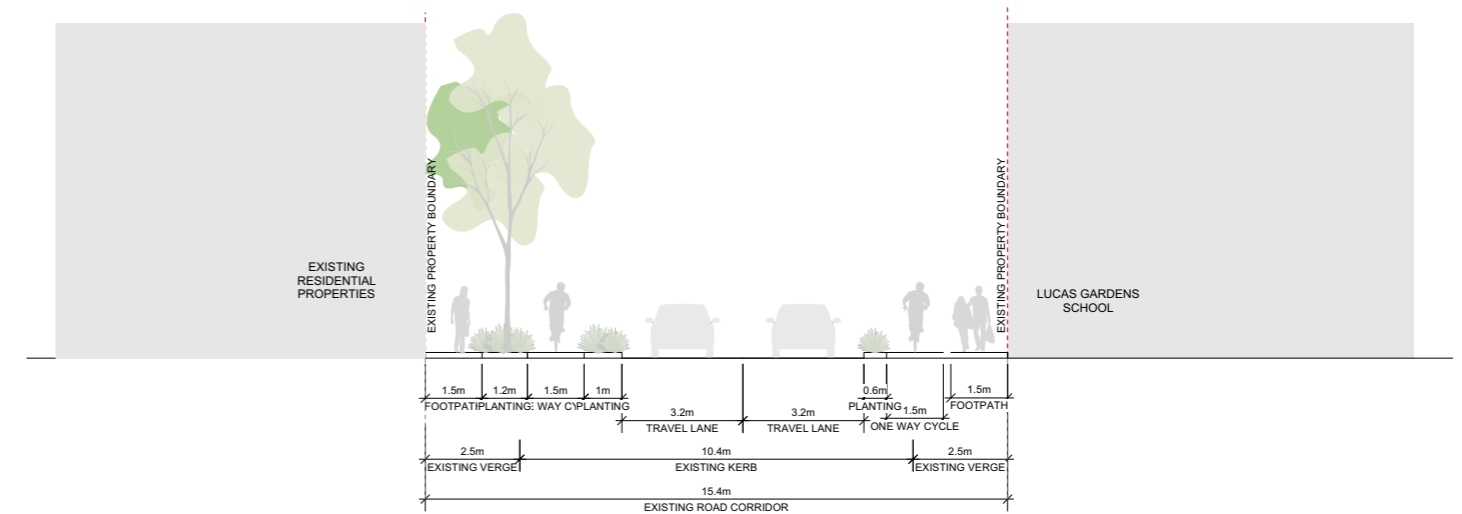 EXISTING PROPERTY BOUNDARY
EXISTING PROPERTY BOUNDARY
EXISTING
RESIDENTIAL
PROPERTIES
LUCAS GARDENS
SCHOOL
1.5m 1.2m 1.5m 1m 0.6m 1.5m
FOOTPATH PLANTING WAY PLANTING PLANTING 1.5m FOOTPATH
3.2m 3.2m
TRAVEL LANE TRAVEL LANE ONE WAY CYCLE
2.5m 10.4m 2.5m
EXISTING VERGE EXISTING KERB EXISTING VERGE
15.4m
EXISTING ROAD CORRIDOR